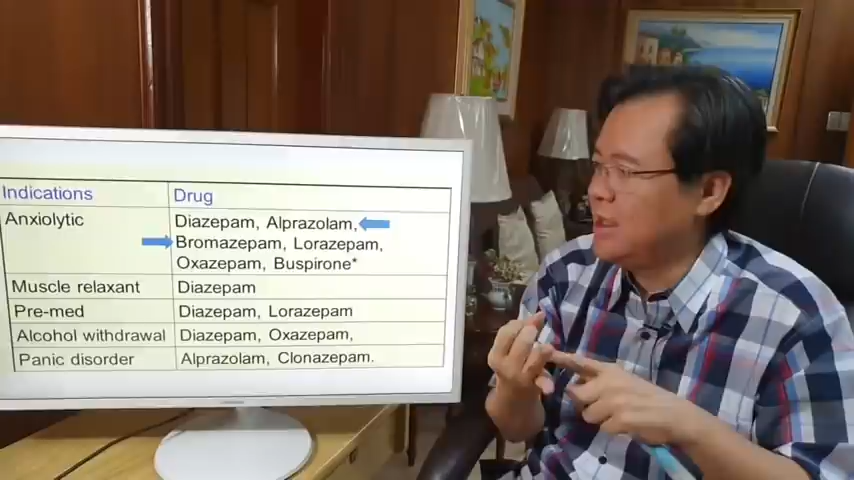 Indications Drug
Anxiolytic Diazepam, Alprazolam,
Bromazepam, Lorazepam,
Oxazepam, Buspirone*
Muscle relaxant Diazepam
Pre-med Diazepam, Lorazepam
Alcohol withdrawal Diazepam, Oxazepam,
Panic disorder Alprazolam, Clonazepam.